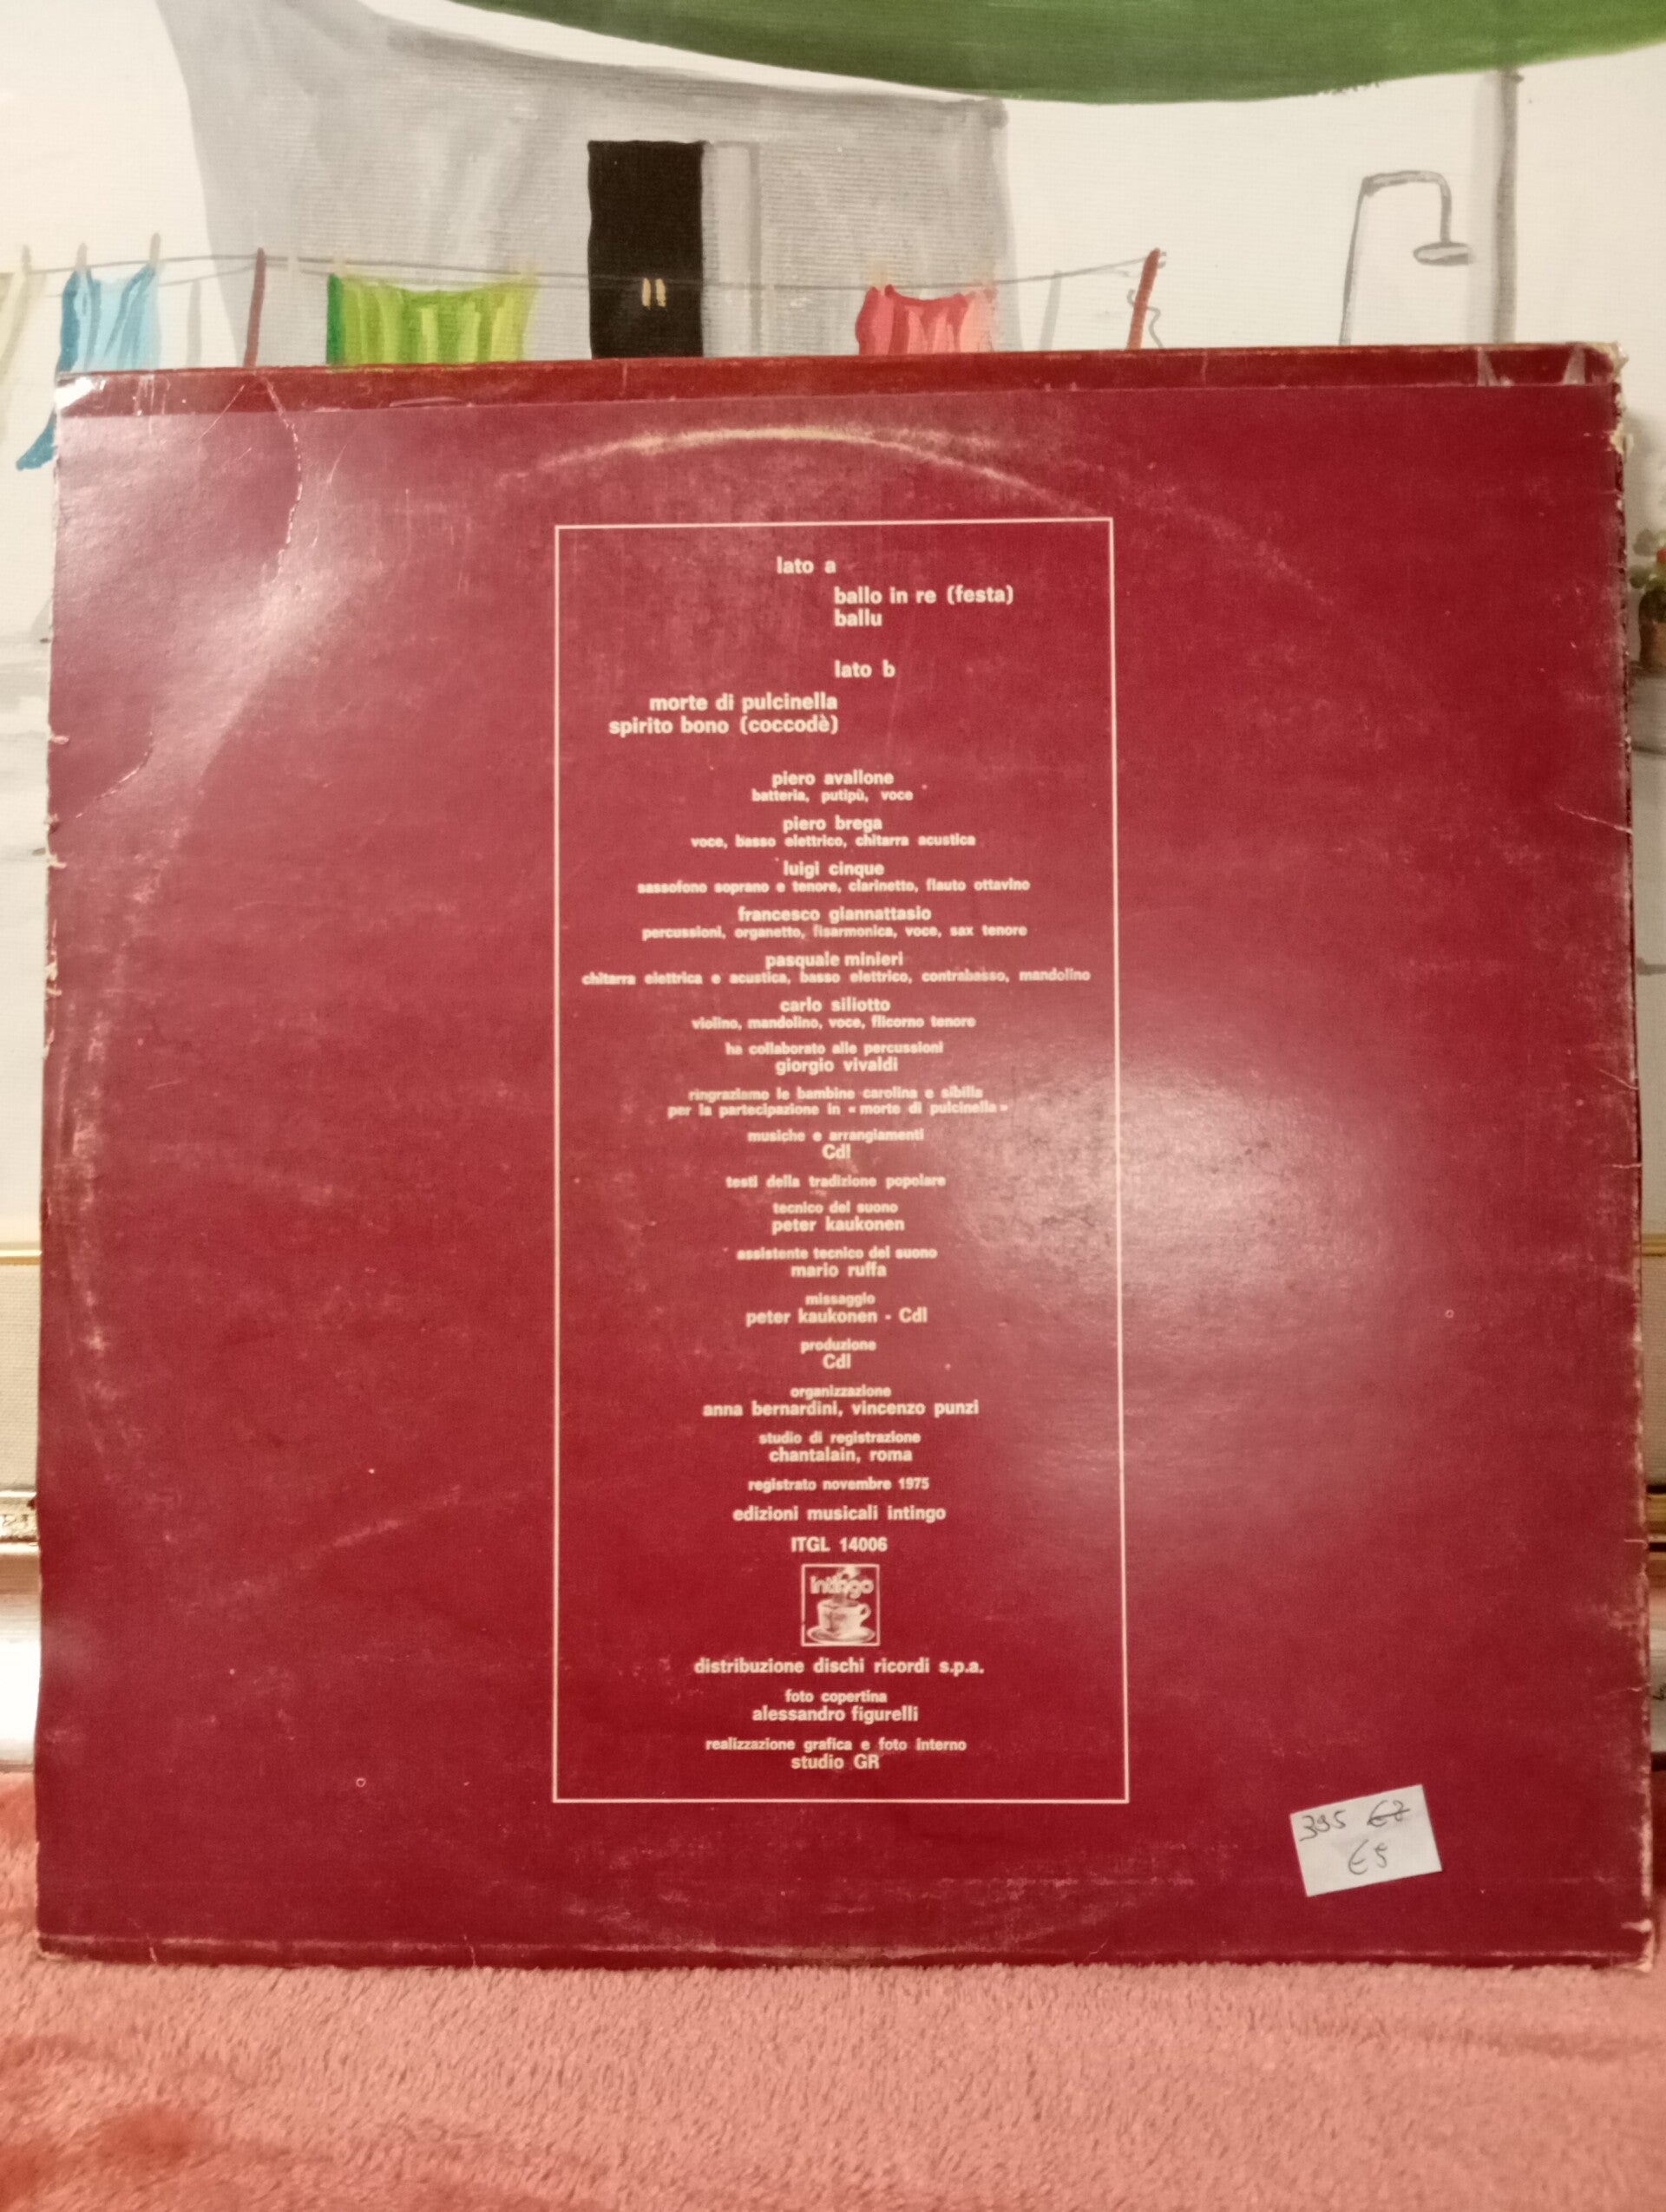 lato a
ballo in re (festa)
ballu
lato b
morte di pulcinella
spirito bono (coccodè)
piero avallone
batteria, putipù, voce
piero brega
voce, basso elettrico, chitarra acustica
luigi cinque
sassofono soprano e tenore, clarinetto, flauto ottavino
francesco giannattasio
percussioni, organetto, fisarmonica, voce, sax tenore
pasquale minieri
chitarra elettrica e acustica, basso elettrico, contrabasso, mandolino
carlo siliotto
violino, mandolino, voce, flicorno tenore
ha collaborato alle percussioni
giorgio vivaldi
ringraziamo le bambine carolina e sibilla
per la partecipazione in « morte di pulcinella »
musiche e arrangiamenti
Cdl
testi della tradizione popolare
tecnico del suono
peter kaukonen
assistente tecnico del suono
mario ruffa
missaggio
peter kaukonen - Cdl
produzione
Cdl
organizzazione
anna bernardini, vincenzo punzi
studio di registrazione
chantalain, roma
registrato novembre 1975
edizioni musicali intingo
ITGL 14006
intingo
distribuzione dischi ricordi s.p.a.
foto copertina
alessandro figurelli
realizzazione grafica e foto interno
studio GR
395 €7
€5